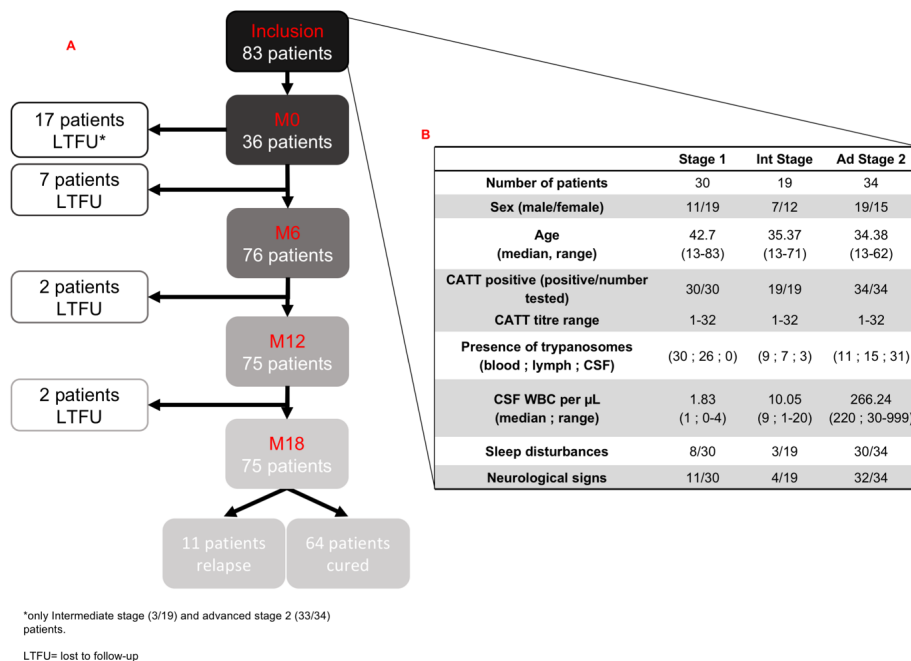 A
Inclusion
83 patients
17 patients
LTFU*
M0
36 patients
7 patients
LTFU
M6
76 patients
2 patients
LTFU
M12
75 patients
2 patients
LTFU
M18
75 patients
11 patients
relapse
64 patients
cured
*only Intermediate stage (3/19) and advanced stage 2 (33/34)
patients.
LTFU= lost to follow-up
B
Stage 1 Int Stage Ad Stage 2
Number of patients 30 19 34
Sex (male/female) 11/19 7/12 19/15
Age 42.7 35.37 34.38
(median, range) (13-83) (13-71) (13-62)
CATT positive (positive/number
tested) 30/30 19/19 34/34
CATT titre range 1-32 1-32 1-32
Presence of trypanosomes
(blood ; lymph ; CSF) (30 ; 26 ; 0) (9 ; 7 ; 3) (11 ; 15 ; 31)
CSF WBC per µL 1.83 10.05 266.24
(median ; range) (1 ; 0-4) (9 ; 1-20) (220 ; 30-999)
Sleep disturbances 8/30 3/19 30/34
Neurological signs 11/30 4/19 32/34